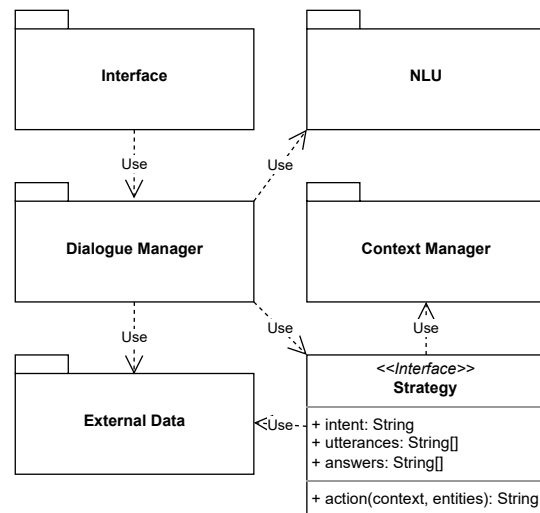 Interface
NLU
Use
Use
Dialogue Manager
Context Manager
Use
Use
Use
<<Interface>>
Strategy
External Data
Use
+ intent: String
+ utterances: String[]
+ answers: String[]
+ action(context, entities): String